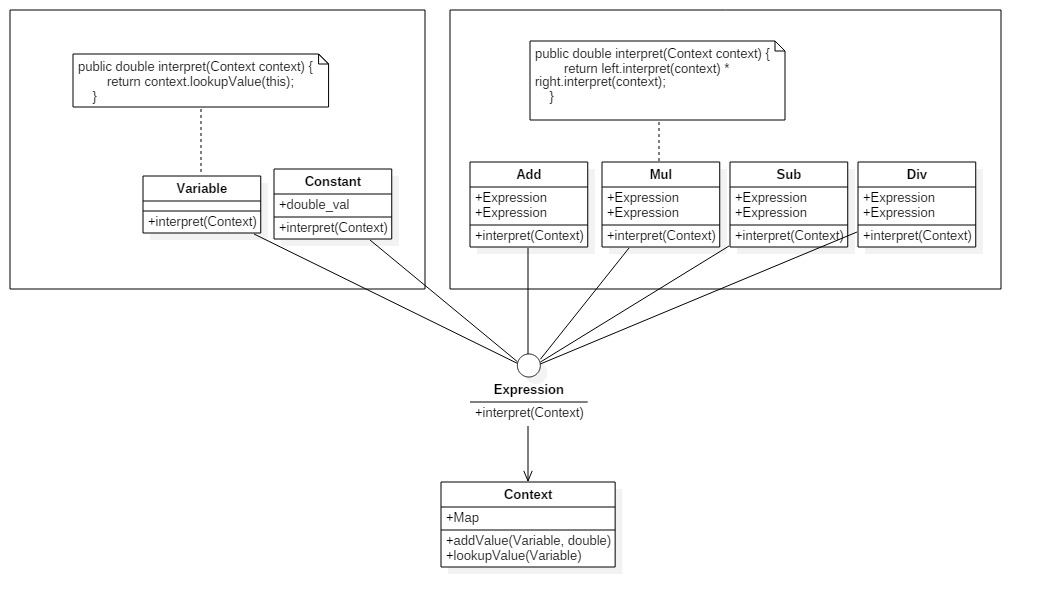 public double interpret(Context context) {
return context.lookupValue(this);
}
public double interpret(Context context) {
return left.interpret(context) *
right.interpret(context);
}
Variable
+interpret(Context)
Constant
+double_val
+interpret(Context)
Add
+Expression
+Expression
+interpret(Context)
Mul
+Expression
+Expression
+interpret(Context)
Sub
+Expression
+Expression
+interpret(Context)
Div
+Expression
+Expression
+interpret(Context)
Expression
+interpret(Context)
Context
+Map
+addValue(Variable, double)
+lookupValue(Variable)